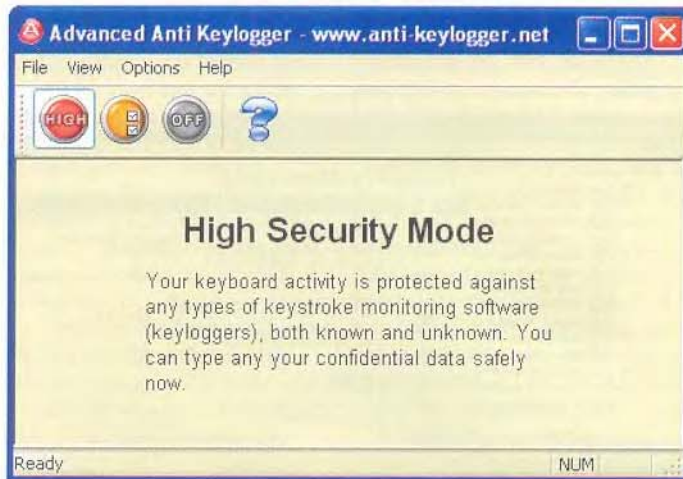 Advanced Anti Keylogger - www.anti-keylogger.net
File View Options Help
HIGH OFF
High Security Mode
Your keyboard activity is protected against
any types of keystroke monitoring software
(keyloggers), both known and unknown. You
can type any your confidential data safely
now.
Ready NUM